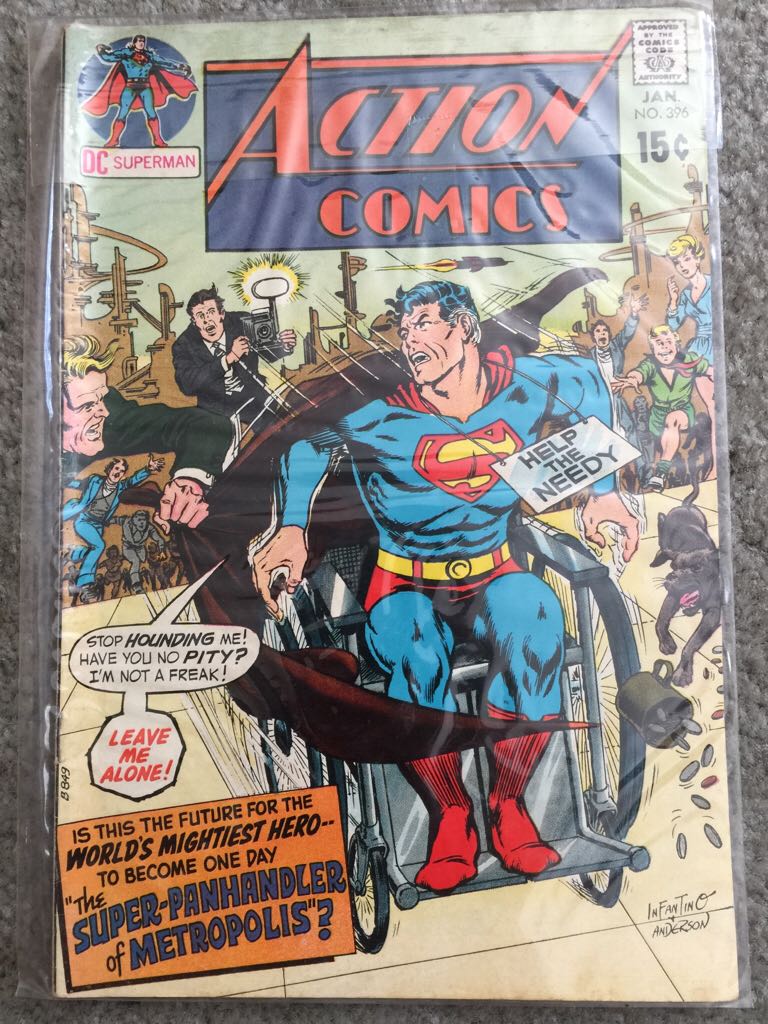 DC SUPERMAN
ACTION
COMICS
APPROVED
BY THE
COMICS
CODE
AUTHORITY
JAN.
NO. 396
15¢
HELP
THE
NEEDY
STOP HOUNDING ME!
HAVE YOU NO PITY?
I'M NOT A FREAK!
LEAVE
ME
ALONE!
B 849
IS THIS THE FUTURE FOR THE
WORLD'S MIGHTIEST HERO--
TO BECOME ONE DAY
"The
SUPER-PANHANDLER
of METROPOLIS"?
INFANTINO
+
ANDERSON